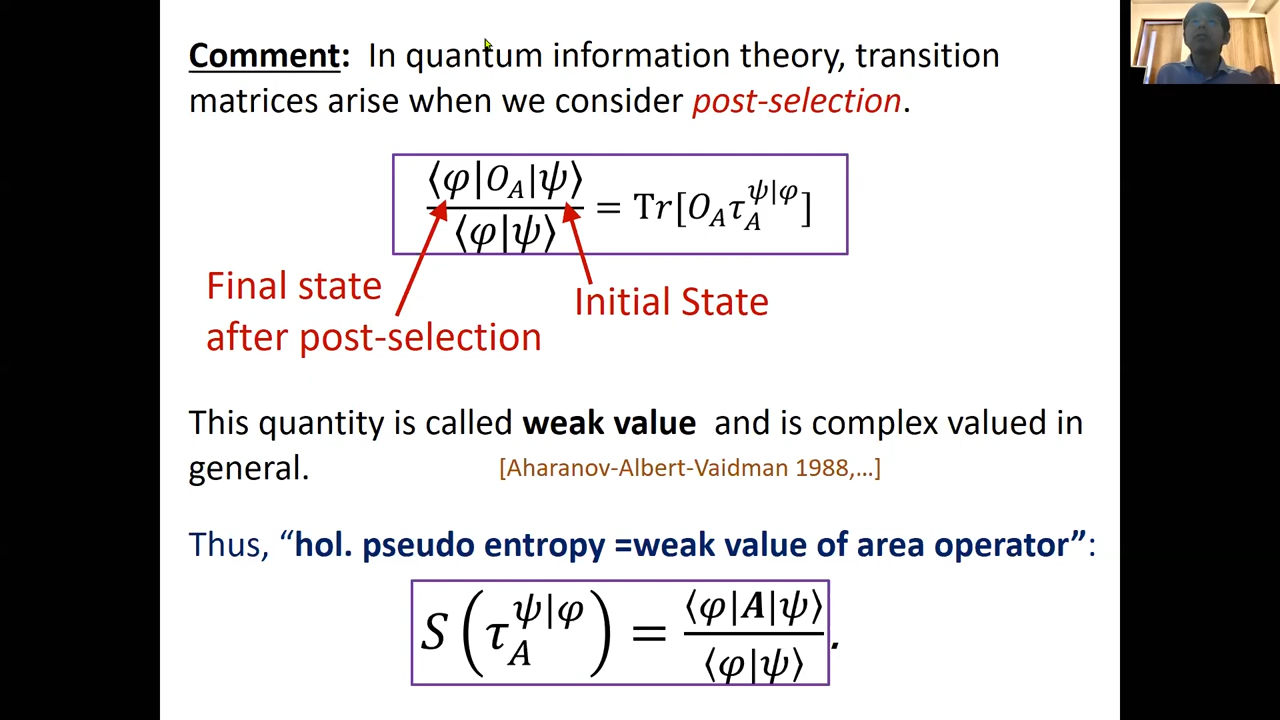 Comment: In quantum information theory, transition
matrices arise when we consider post-selection.
⟨φ|O_A|ψ⟩ / ⟨φ|ψ⟩ = Tr[O_A τ_A^{ψ|φ}]
Final state
after post-selection
Initial State
This quantity is called weak value and is complex valued in
general. [Aharanov-Albert-Vaidman 1988,…]
Thus, “hol. pseudo entropy =weak value of area operator”:
S(τ_A^{ψ|φ}) = ⟨φ|A|ψ⟩ / ⟨φ|ψ⟩.